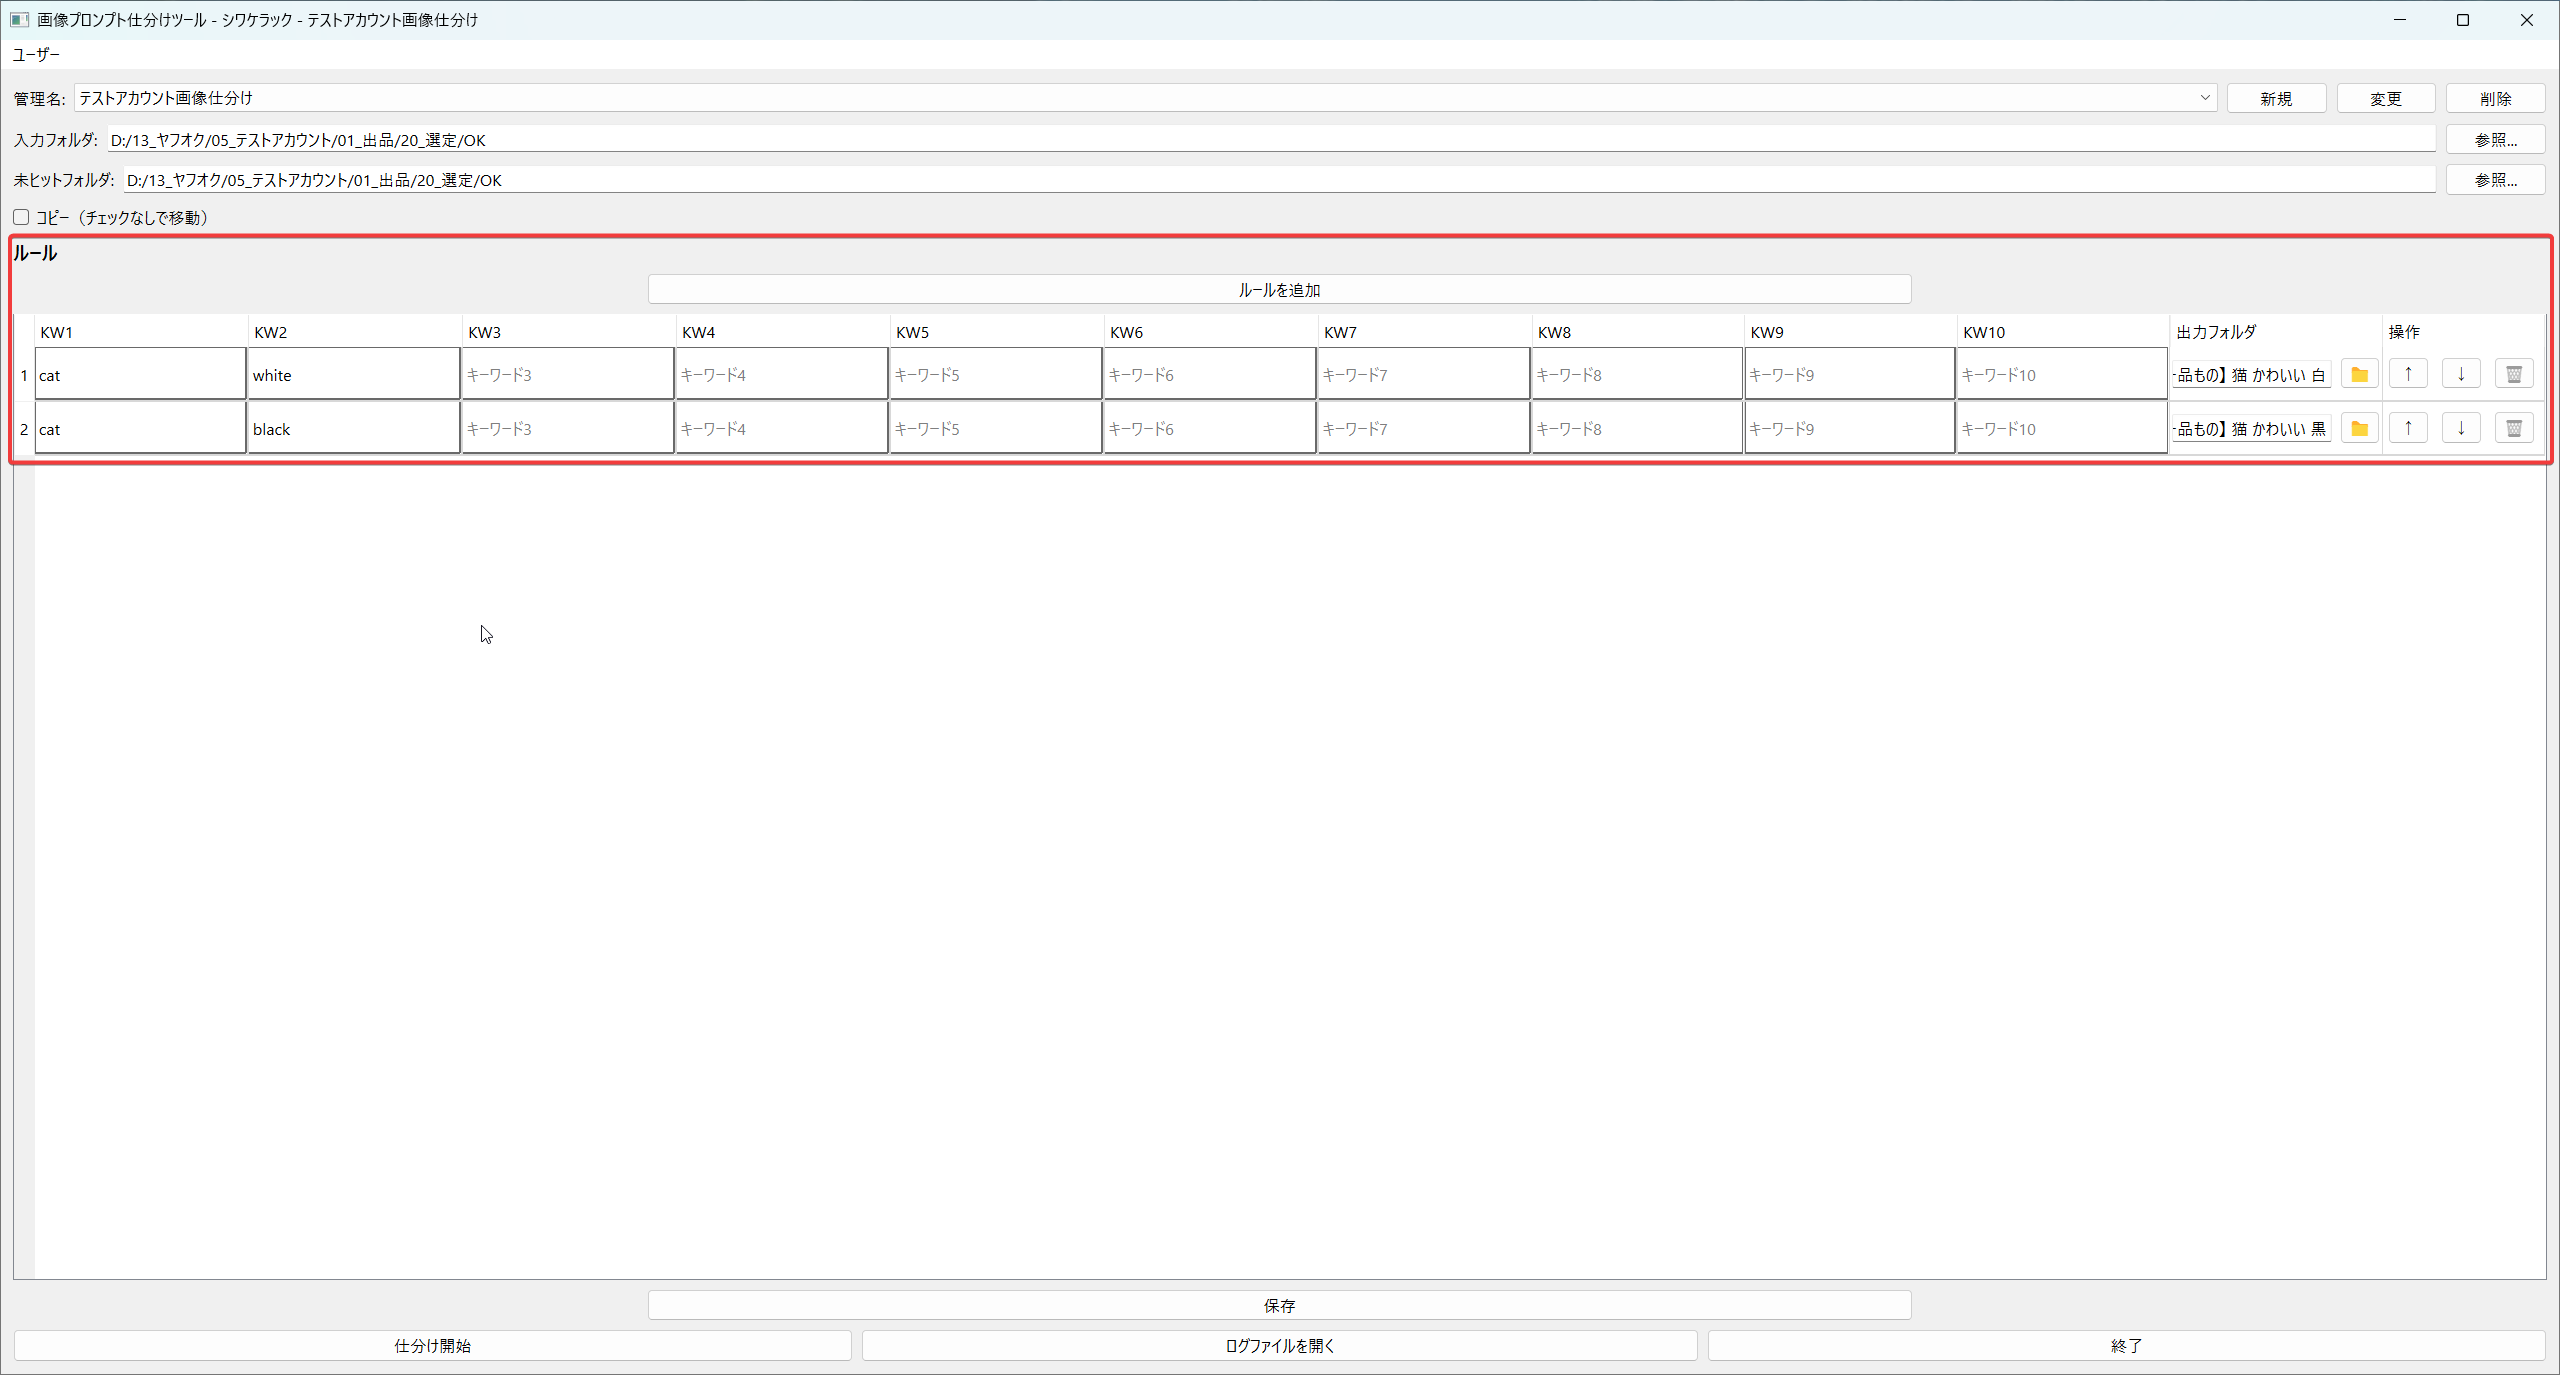 画像プロンプト仕分けツール - シワケラック - テストアカウント画像仕分け
ユーザー
管理名: テストアカウント画像仕分け 新規 変更 削除
入力フォルダ: D:/13_ヤフオク/05_テストアカウント/01_出品/20_選定/OK 参照...
未ヒットフォルダ: D:/13_ヤフオク/05_テストアカウント/01_出品/20_選定/OK 参照...
コピー（チェックなしで移動）
ルール
ルールを追加
KW1 KW2 KW3 KW4 KW5 KW6 KW7 KW8 KW9 KW10 出力フォルダ 操作
1 cat white キーワード3 キーワード4 キーワード5 キーワード6 キーワード7 キーワード8 キーワード9 キーワード10 品もの】猫 かわいい 白 ↑ ↓
2 cat black キーワード3 キーワード4 キーワード5 キーワード6 キーワード7 キーワード8 キーワード9 キーワード10 品もの】猫 かわいい 黒 ↑ ↓
保存
仕分け開始 ログファイルを開く 終了